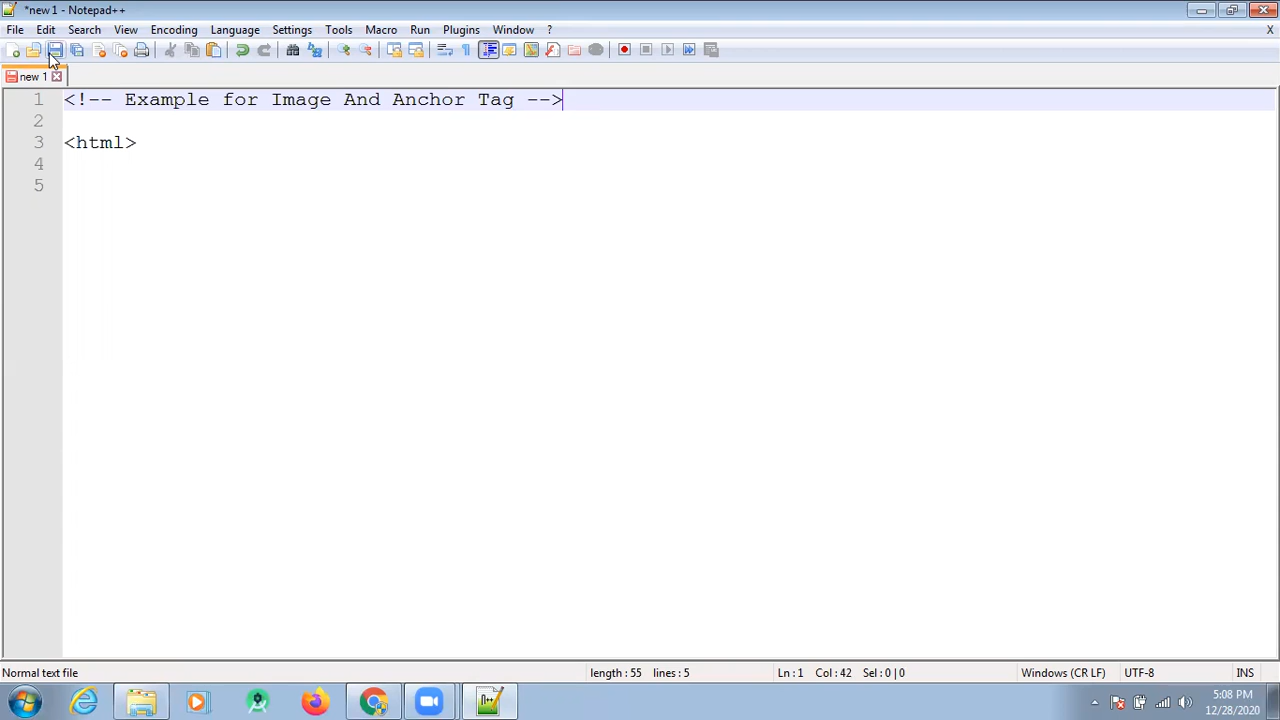 *new 1 - Notepad++
File Edit Search View Encoding Language Settings Tools Macro Run Plugins Window ? X
new 1
1 <!-- Example for Image And Anchor Tag -->
2
3 <html>
4
5
Normal text file length : 55 lines : 5 Ln : 1 Col : 42 Sel : 0 | 0 Windows (CR LF) UTF-8 INS
5:08 PM
12/28/2020